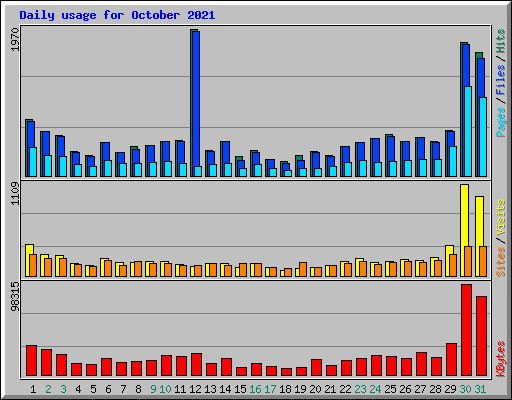 Daily usage for October 2021
1970
Pages / Files / Hits
1109
Sites / Visits
98315
KBytes
1 2 3 4 5 6 7 8 9 10 11 12 13 14 15 16 17 18 19 20 21 22 23 24 25 26 27 28 29 30 31